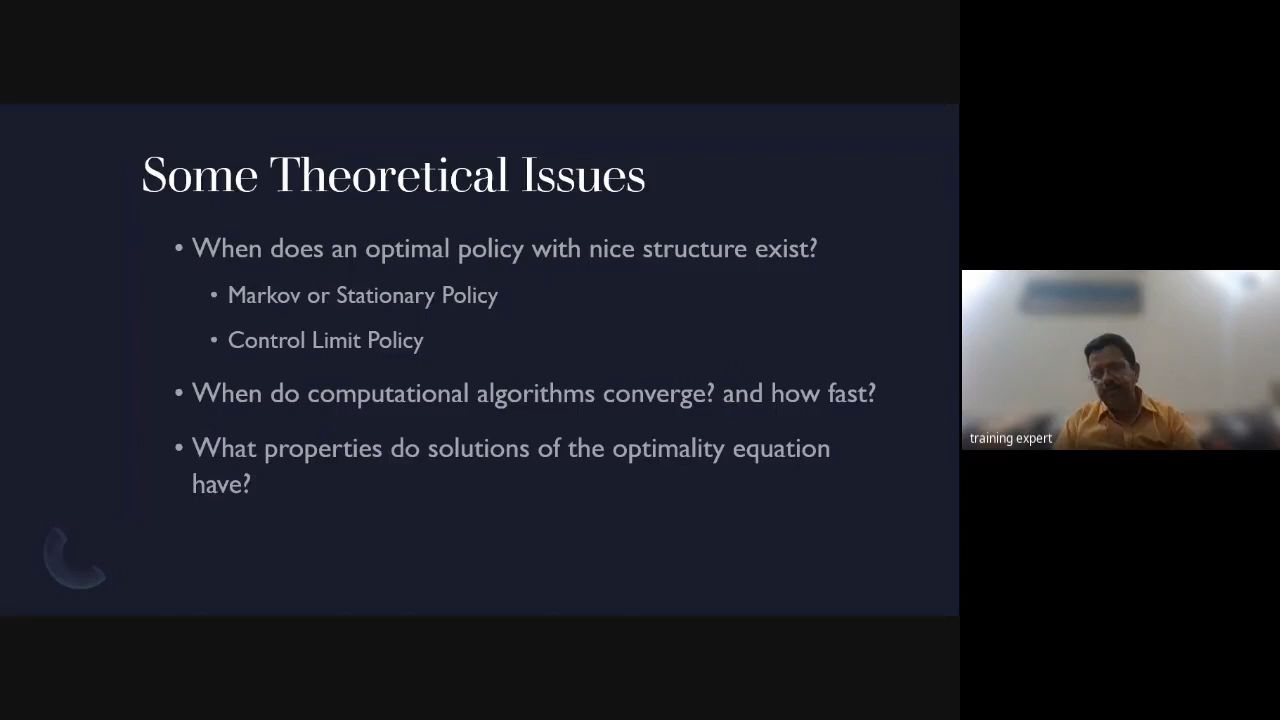 Some Theoretical Issues
• When does an optimal policy with nice structure exist?
• Markov or Stationary Policy
• Control Limit Policy
• When do computational algorithms converge? and how fast?
• What properties do solutions of the optimality equation
have?
training expert